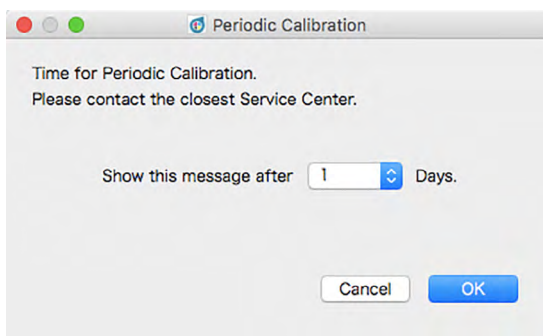 Periodic Calibration
Time for Periodic Calibration.
Please contact the closest Service Center.
Show this message after 1 Days.
Cancel OK